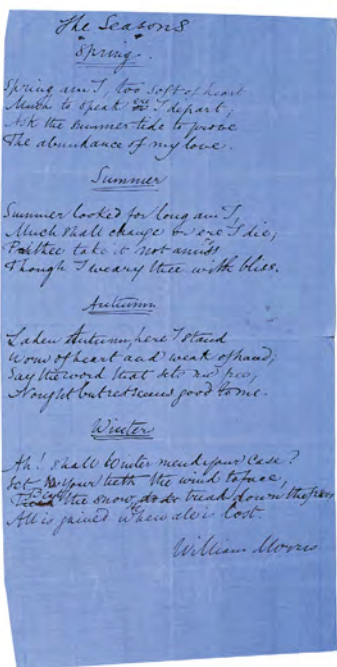 The Seasons
Spring.
Spring am I, too soft of heart
Much to speak ere I depart;
Ask the summer tide to prove
The abundance of my love.
Summer
Summer looked for long am I,
Much shall change or ere I die;
Prithee take it not amiss
Though I weary thee with bliss.
Autumn
Laden Autumn, here I stand
Worn of heart and weak of hand;
Say the word that sets me free,
Nought but rest seems good to me.
Winter
Ah! shall Winter mend your case?
Set your teeth the wind to face,
the snow, tread down the
All is gained when all is lost.
William Morris